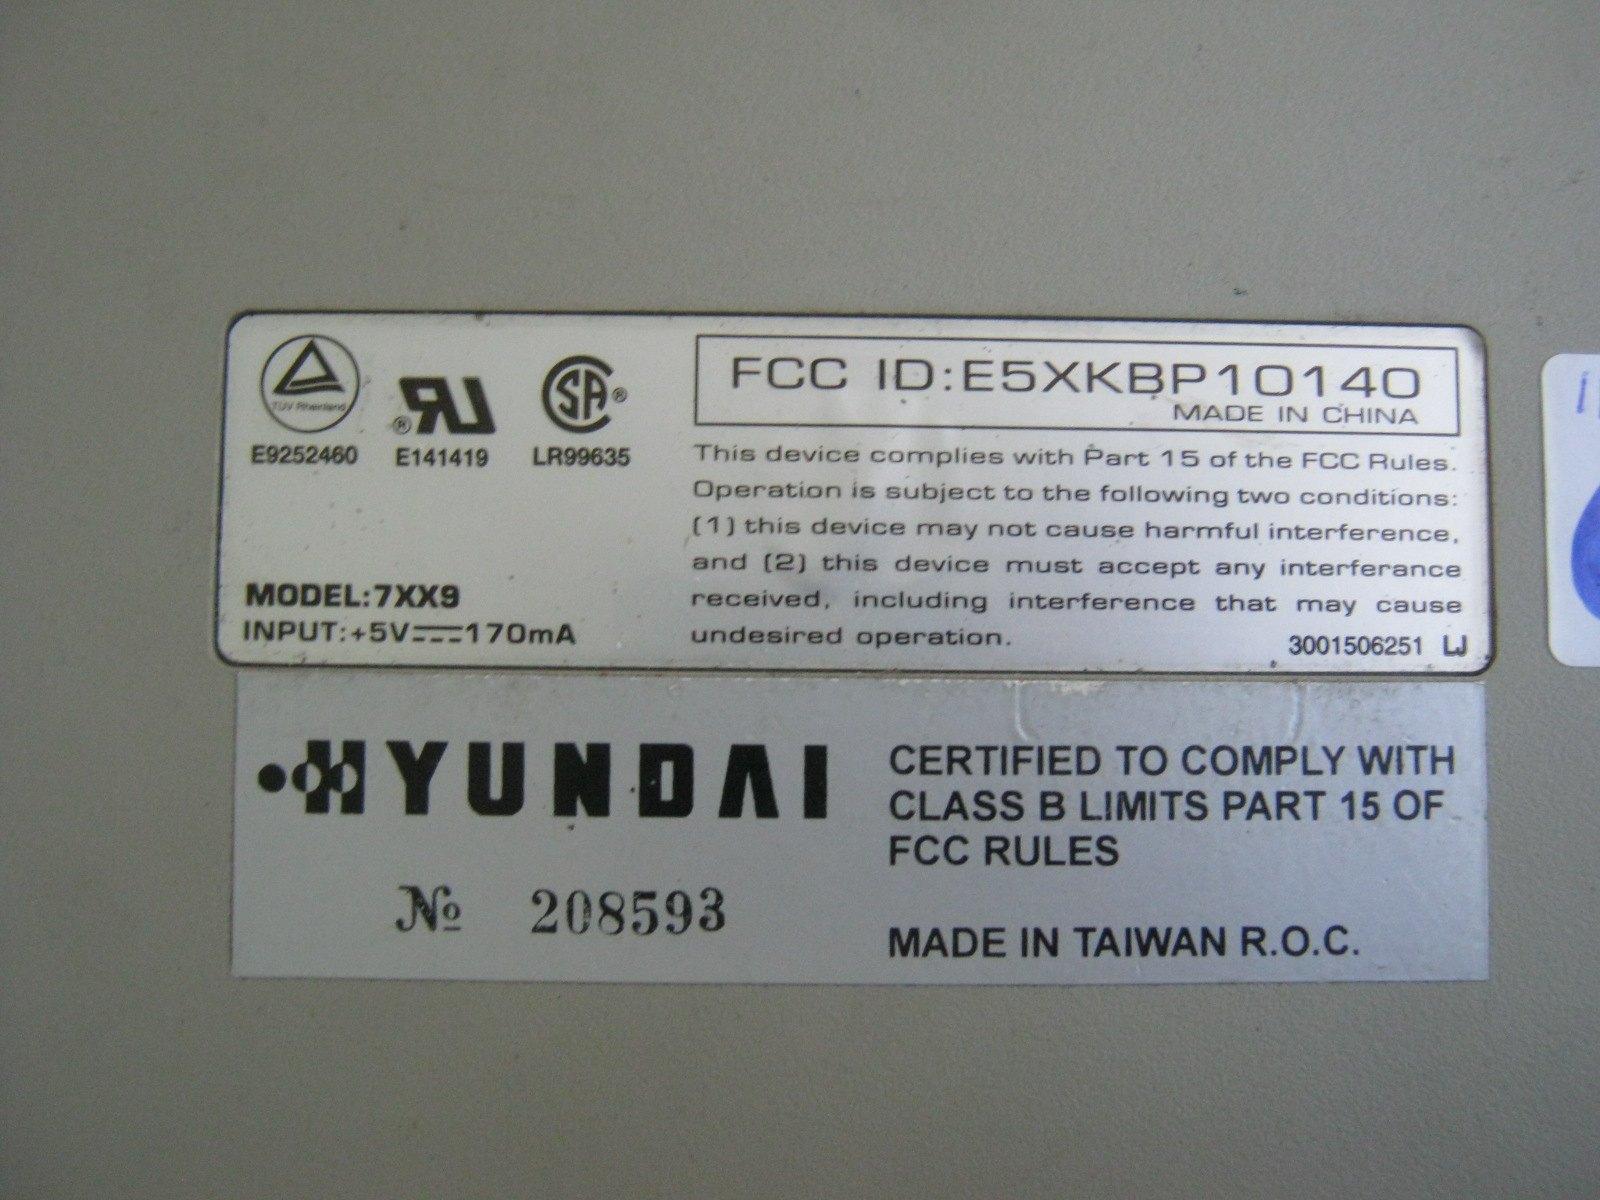 TÜV Rheinland
E9252460
®
E141419
SA ®
LR99635
MODEL:7XX9
INPUT:+5V⎓170mA
FCC ID:E5XKBP10140
MADE IN CHINA
This device complies with Part 15 of the FCC Rules.
Operation is subject to the following two conditions:
(1) this device may not cause harmful interference,
and (2) this device must accept any interferance
received, including interference that may cause
undesired operation.
3001506251 LJ
HYUNDAI
№ 208593
CERTIFIED TO COMPLY WITH
CLASS B LIMITS PART 15 OF
FCC RULES
MADE IN TAIWAN R.O.C.